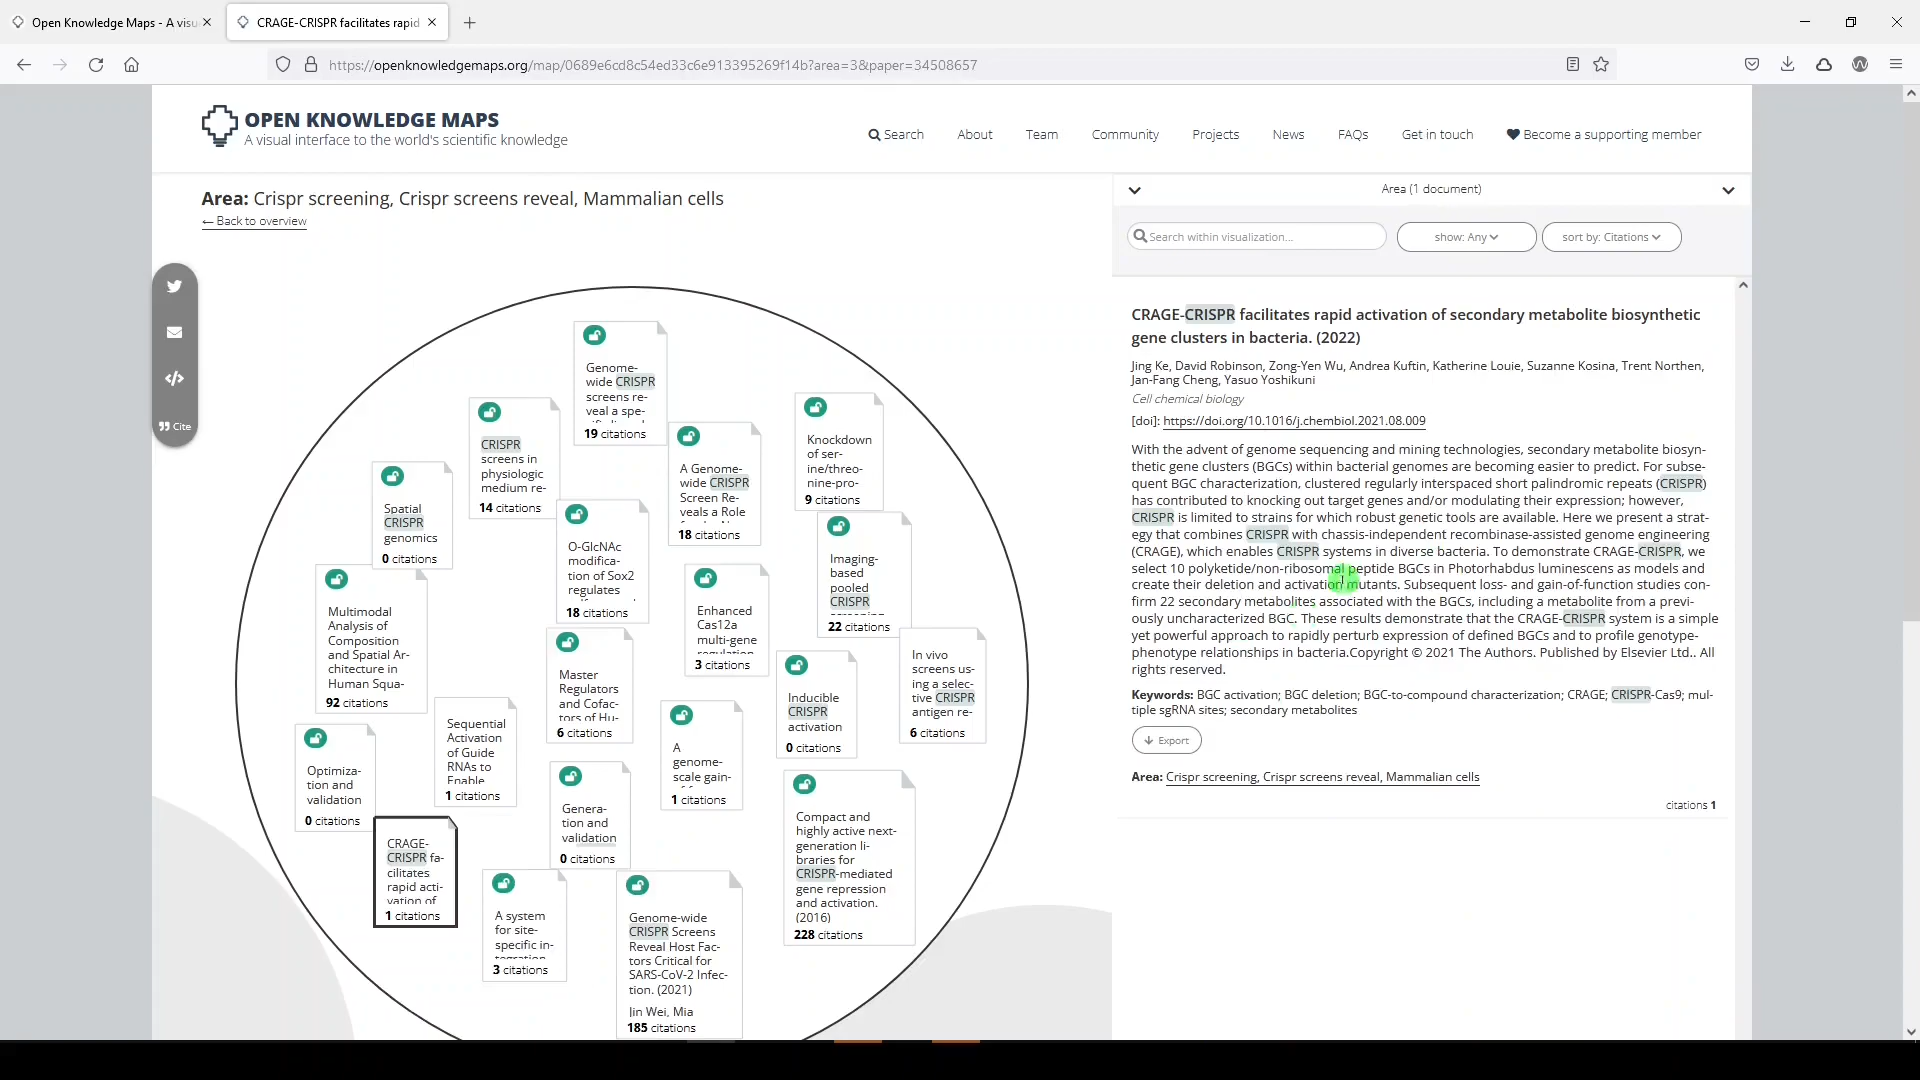 Open Knowledge Maps - A visu
CRAGE-CRISPR facilitates rapid
https://openknowledgemaps.org/map/0689e6cd8c54ed33c6e913395269f14b?area=3&paper=34508657
OPEN KNOWLEDGE MAPS
A visual interface to the world's scientific knowledge
Search
About
Team
Community
Projects
News
FAQs
Get in touch
Become a supporting member
Area: Crispr screening, Crispr screens reveal, Mammalian cells
← Back to overview
Cite
Genome-
wide CRISPR
screens re-
veal a spe-
19 citations
CRISPR
screens in
physiologic
medium re-
14 citations
A Genome-
wide CRISPR
Screen Re-
veals a Role
18 citations
Knockdown
of ser-
ine/threo-
nine-pro-
9 citations
Spatial
CRISPR
genomics
0 citations
O-GlcNAc
modifica-
tion of Sox2
regulates
18 citations
Imaging-
based
pooled
CRISPR
22 citations
Multimodal
Analysis of
Composition
and Spatial Ar-
chitecture in
Human Squa-
92 citations
Enhanced
Cas12a
multi-gene
regulation
3 citations
Master
Regulators
and Cofac-
tors of Hu-
6 citations
Inducible
CRISPR
activation
0 citations
In vivo
screens us-
ing a selec-
tive CRISPR
antigen re-
6 citations
Sequential
Activation
of Guide
RNAs to
Enable
1 citations
A
genome-
scale gain-
1 citations
Optimiza-
tion and
validation
0 citations
Genera-
tion and
validation
0 citations
Compact and
highly active next-
generation li-
braries for
CRISPR-mediated
gene repression
and activation.
(2016)
228 citations
CRAGE-
CRISPR fa-
cilitates
rapid acti-
vation of
1 citations
A system
for site-
specific in-
tegration
3 citations
Genome-wide
CRISPR Screens
Reveal Host Fac-
tors Critical for
SARS-CoV-2 Infec-
tion. (2021)
Jin Wei, Mia
185 citations
Area (1 document)
Search within visualization...
show: Any
sort by: Citations
CRAGE-CRISPR facilitates rapid activation of secondary metabolite biosynthetic
gene clusters in bacteria. (2022)
Jing Ke, David Robinson, Zong-Yen Wu, Andrea Kuftin, Katherine Louie, Suzanne Kosina, Trent Northen,
Jan-Fang Cheng, Yasuo Yoshikuni
Cell chemical biology
[doi]: https://doi.org/10.1016/j.chembiol.2021.08.009
With the advent of genome sequencing and mining technologies, secondary metabolite biosyn-
thetic gene clusters (BGCs) within bacterial genomes are becoming easier to predict. For subse-
quent BGC characterization, clustered regularly interspaced short palindromic repeats (CRISPR)
has contributed to knocking out target genes and/or modulating their expression; however,
CRISPR is limited to strains for which robust genetic tools are available. Here we present a strat-
egy that combines CRISPR with chassis-independent recombinase-assisted genome engineering
(CRAGE), which enables CRISPR systems in diverse bacteria. To demonstrate CRAGE-CRISPR, we
select 10 polyketide/non-ribosomal peptide BGCs in Photorhabdus luminescens as models and
create their deletion and activation mutants. Subsequent loss- and gain-of-function studies con-
firm 22 secondary metabolites associated with the BGCs, including a metabolite from a previ-
ously uncharacterized BGC. These results demonstrate that the CRAGE-CRISPR system is a simple
yet powerful approach to rapidly perturb expression of defined BGCs and to profile genotype-
phenotype relationships in bacteria.Copyright © 2021 The Authors. Published by Elsevier Ltd.. All
rights reserved.
Keywords: BGC activation; BGC deletion; BGC-to-compound characterization; CRAGE; CRISPR-Cas9; mul-
tiple sgRNA sites; secondary metabolites
Export
Area: Crispr screening, Crispr screens reveal, Mammalian cells
citations 1